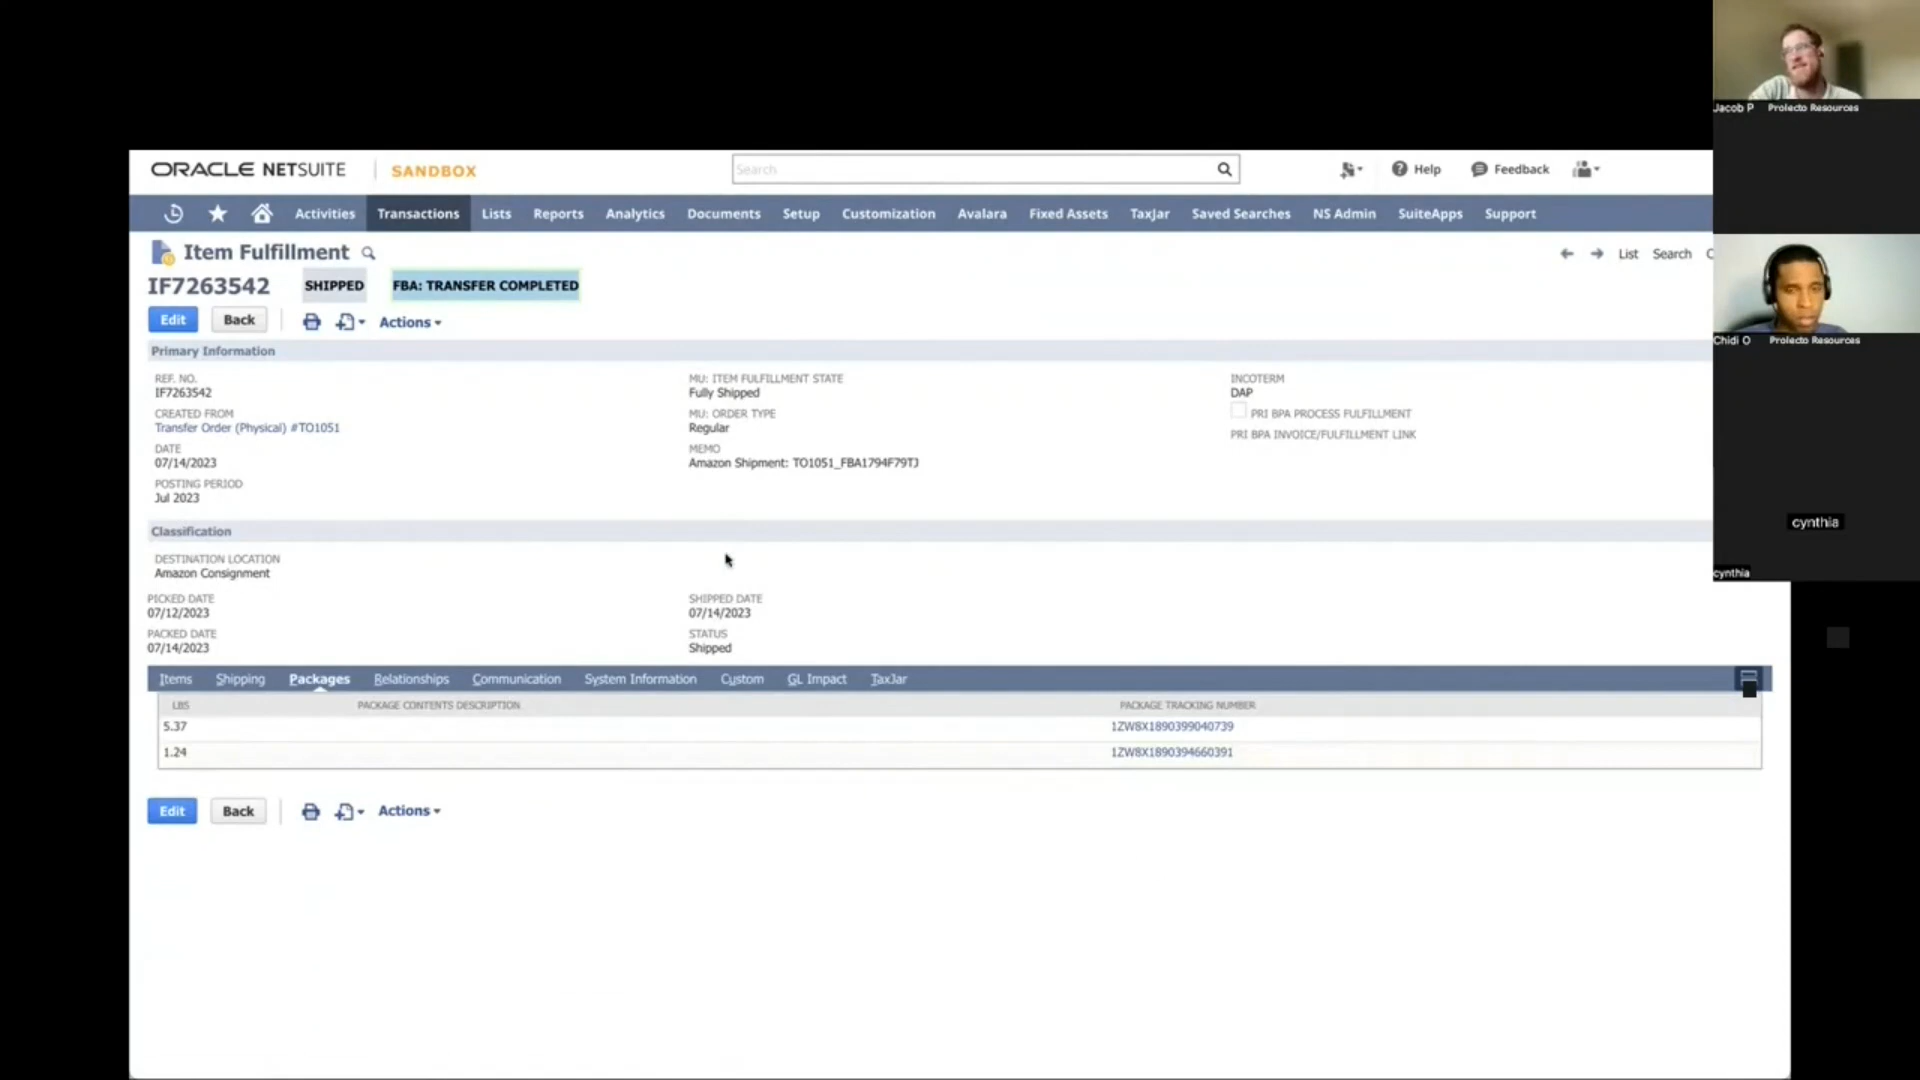 Jacob P Prolecto Resources
ORACLE NETSUITE SANDBOX Search Help Feedback
Activities Transactions Lists Reports Analytics Documents Setup Customization Avalara Fixed Assets TaxJar Saved Searches NS Admin SuiteApps Support
Item Fulfillment
List Search C
IF7263542 SHIPPED FBA: TRANSFER COMPLETED
Edit Back Actions
Chidi O Prolecto Resources
Primary Information
REF. NO.
IF7263542
CREATED FROM
Transfer Order (Physical) #TO1051
DATE
07/14/2023
POSTING PERIOD
Jul 2023
MU: ITEM FULFILLMENT STATE
Fully Shipped
MU: ORDER TYPE
Regular
MEMO
Amazon Shipment: TO1051_FBA1794F79TJ
INCOTERM
DAP
PRI BPA PROCESS FULFILLMENT
PRI BPA INVOICE/FULFILLMENT LINK
cynthia
cynthia
Classification
DESTINATION LOCATION
Amazon Consignment
PICKED DATE
07/12/2023
PACKED DATE
07/14/2023
SHIPPED DATE
07/14/2023
STATUS
Shipped
Items Shipping Packages Relationships Communication System Information Custom GL Impact TaxJar
LBS PACKAGE CONTENTS DESCRIPTION PACKAGE TRACKING NUMBER
5.37 1ZW8X1890399040739
1.24 1ZW8X1890394660391
Edit Back Actions